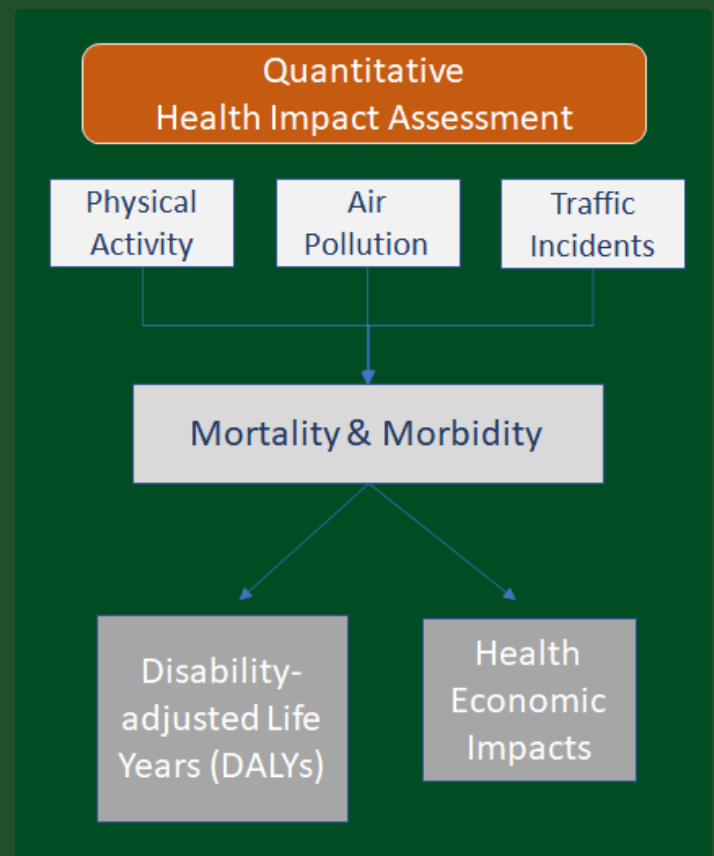 Quantitative
Health Impact Assessment
Physical
Activity
Air
Pollution
Traffic
Incidents
Mortality & Morbidity
Disability-
adjusted Life
Years (DALYs)
Health
Economic
Impacts